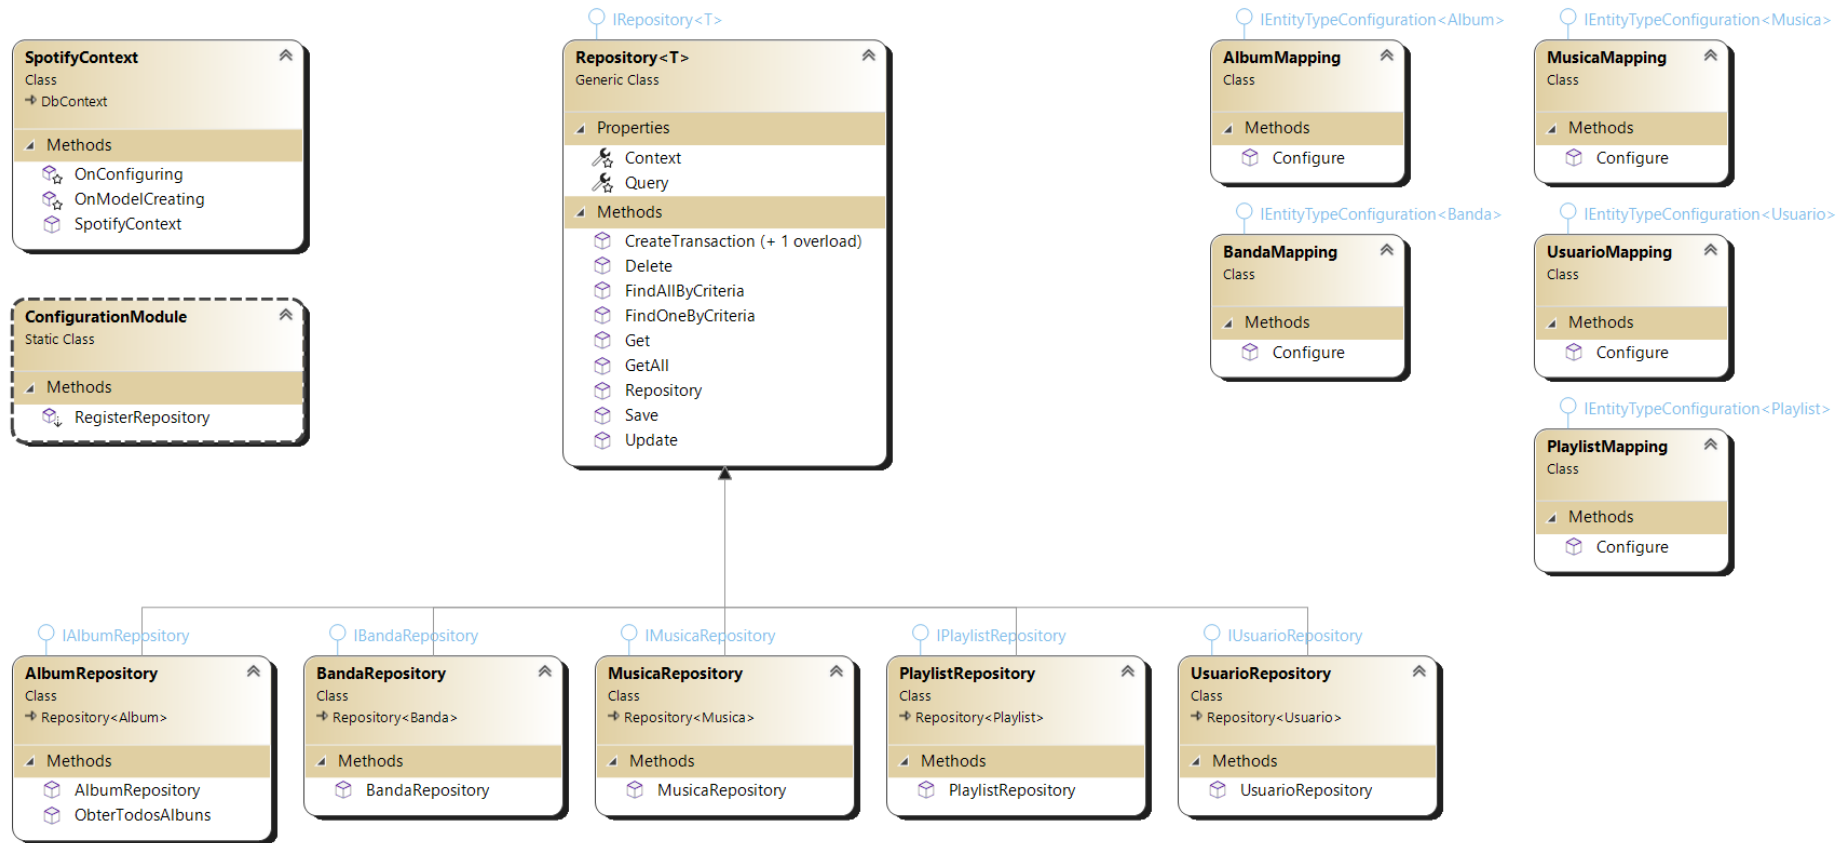 SpotifyContext
Class
DbContext
Methods
OnConfiguring
OnModelCreating
SpotifyContext
ConfigurationModule
Static Class
Methods
RegisterRepository
IRepository<T>
Repository<T>
Generic Class
Properties
Context
Query
Methods
CreateTransaction (+ 1 overload)
Delete
FindAllByCriteria
FindOneByCriteria
Get
GetAll
Repository
Save
Update
IEntityTypeConfiguration<Album>
AlbumMapping
Class
Methods
Configure
IEntityTypeConfiguration<Musica>
MusicaMapping
Class
Methods
Configure
IEntityTypeConfiguration<Banda>
BandaMapping
Class
Methods
Configure
IEntityTypeConfiguration<Usuario>
UsuarioMapping
Class
Methods
Configure
IEntityTypeConfiguration<Playlist>
PlaylistMapping
Class
Methods
Configure
IAlbumRepository
AlbumRepository
Class
Repository<Album>
Methods
AlbumRepository
ObterTodosAlbuns
IBandaRepository
BandaRepository
Class
Repository<Banda>
Methods
BandaRepository
IMusicaRepository
MusicaRepository
Class
Repository<Musica>
Methods
MusicaRepository
IPlaylistRepository
PlaylistRepository
Class
Repository<Playlist>
Methods
PlaylistRepository
IUsuarioRepository
UsuarioRepository
Class
Repository<Usuario>
Methods
UsuarioRepository